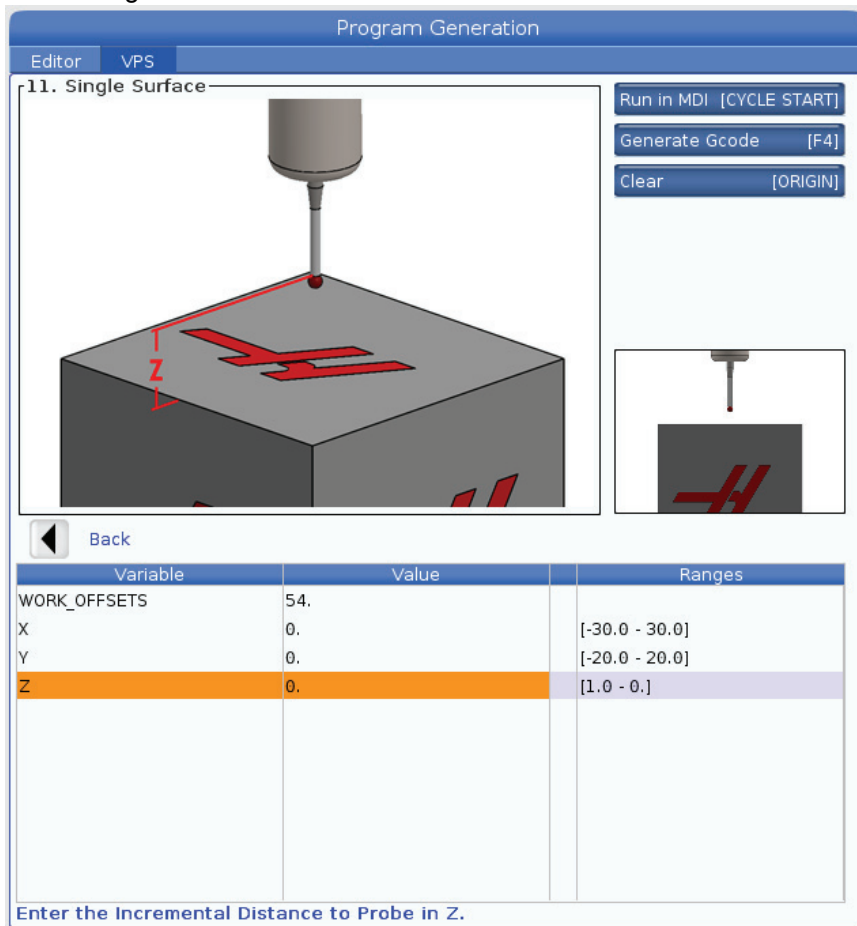 Program Generation
Editor VPS
11. Single Surface
Run in MDI [CYCLE START]
Generate Gcode [F4]
Clear [ORIGIN]
Z
Back
Variable Value Ranges
WORK_OFFSETS 54.
X 0. [-30.0 - 30.0]
Y 0. [-20.0 - 20.0]
Z 0. [1.0 - 0.]
Enter the Incremental Distance to Probe in Z.